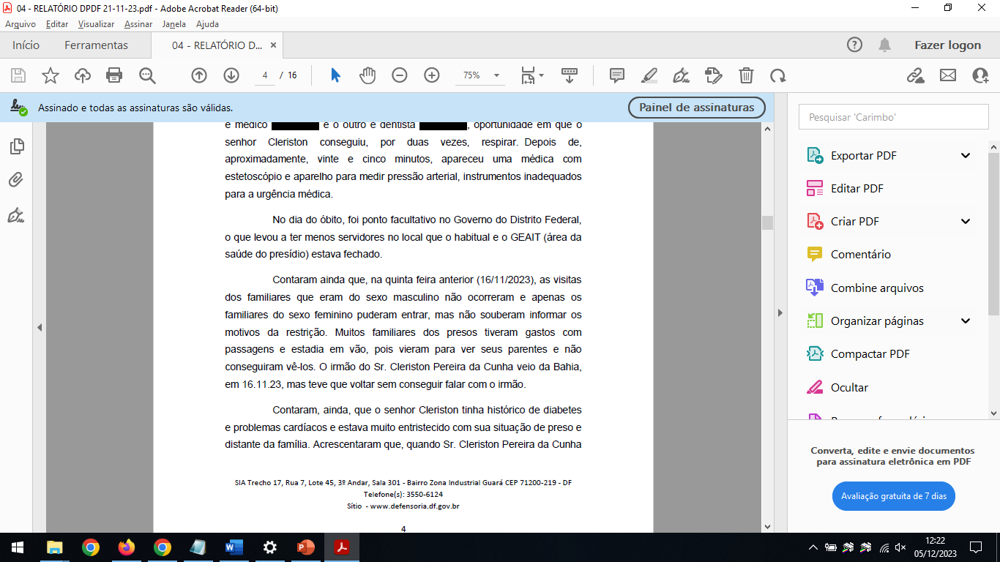 04 - RELATÓRIO DPDF 21-11-23.pdf - Adobe Acrobat Reader (64-bit)
Arquivo Editar Visualizar Assinar Janela Ajuda
Início Ferramentas 04 - RELATÓRIO D... Fazer logon
4 / 16 75%
Assinado e todas as assinaturas são válidas. Painel de assinaturas
é médico e o outro é dentista , oportunidade em que o
senhor Cleriston conseguiu, por duas vezes, respirar. Depois de,
aproximadamente, vinte e cinco minutos, apareceu uma médica com
estetoscópio e aparelho para medir pressão arterial, instrumentos inadequados
para a urgência médica.
No dia do óbito, foi ponto facultativo no Governo do Distrito Federal,
o que levou a ter menos servidores no local que o habitual e o GEAIT (área da
saúde do presídio) estava fechado.
Contaram ainda que, na quinta feira anterior (16/11/2023), as visitas
dos familiares que eram do sexo masculino não ocorreram e apenas os
familiares do sexo feminino puderam entrar, mas não souberam informar os
motivos da restrição. Muitos familiares dos presos tiveram gastos com
passagens e estadia em vão, pois vieram para ver seus parentes e não
conseguiram vê-los. O irmão do Sr. Cleriston Pereira da Cunha veio da Bahia,
em 16.11.23, mas teve que voltar sem conseguir falar com o irmão.
Contaram, ainda, que o senhor Cleriston tinha histórico de diabetes
e problemas cardíacos e estava muito entristecido com sua situação de preso e
distante da família. Acrescentaram que, quando Sr. Cleriston Pereira da Cunha
SIA Trecho 17, Rua 7, Lote 45, 3º Andar, Sala 301 - Bairro Zona Industrial Guará CEP 71200-219 - DF
Telefone(s): 3550-6124
Sítio - www.defensoria.df.gov.br
4
Pesquisar 'Carimbo'
Exportar PDF
Editar PDF
Criar PDF
Comentário
Combine arquivos
Organizar páginas
Compactar PDF
Ocultar
Converta, edite e envie documentos
para assinatura eletrônica em PDF
Avaliação gratuita de 7 dias
12:22
05/12/2023